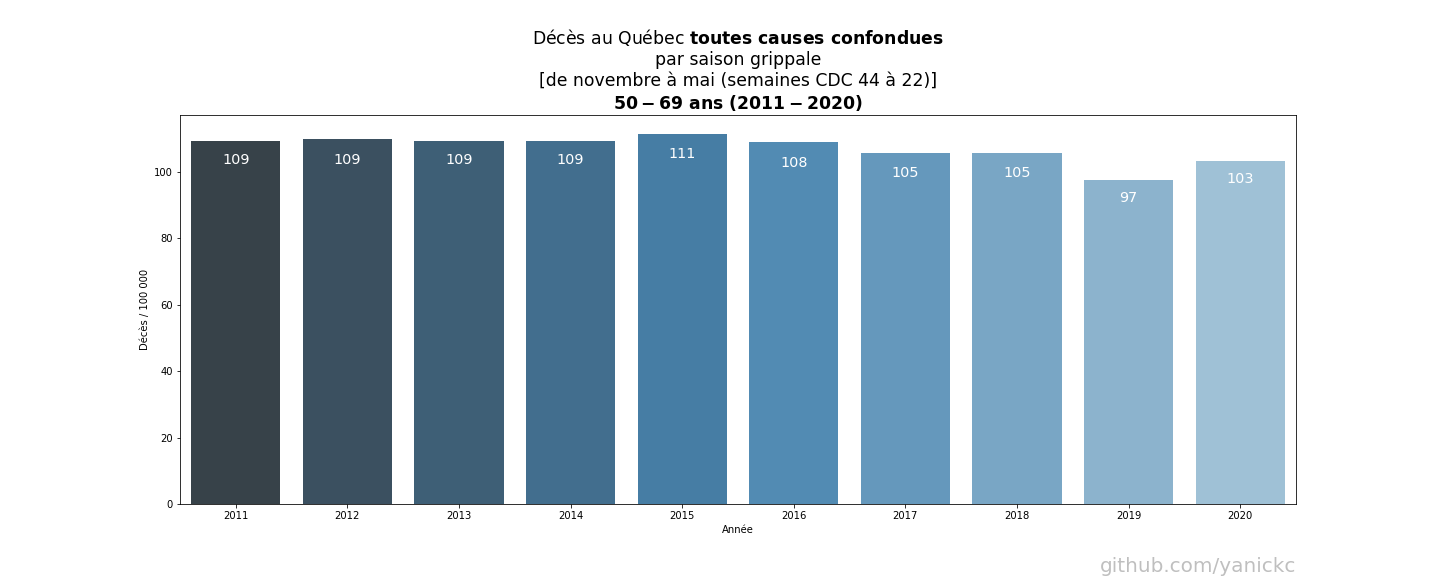 Décès au Québec toutes causes confondues
par saison grippale
[de novembre à mai (semaines CDC 44 à 22)]
50 – 69 ans (2011 – 2020)
109 109 109 109 111 108 105 105 97 103
Décès / 100 000
100
80
60
40
20
0
2011 2012 2013 2014 2015 2016 2017 2018 2019 2020
Année
github.com/yanickc